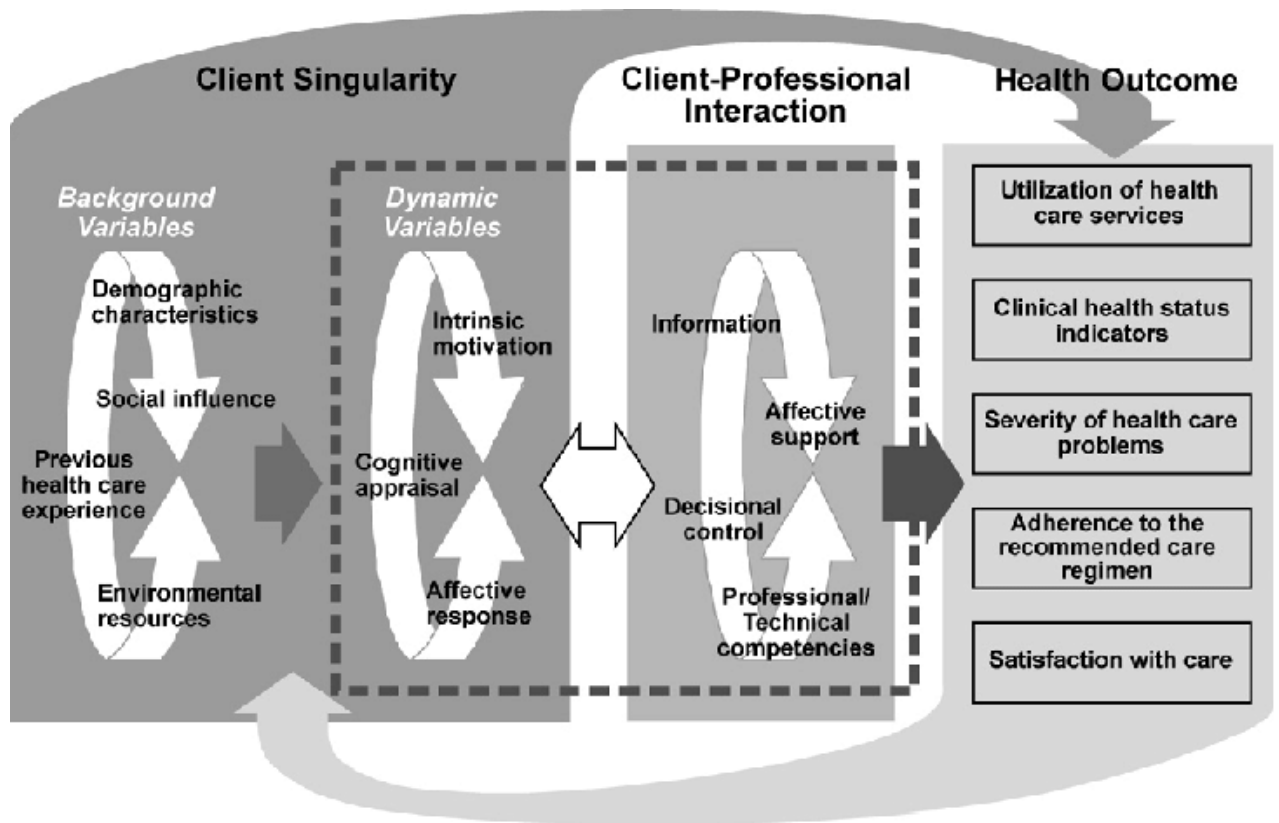 Client Singularity
Client-Professional
Interaction
Health Outcome
Background
Variables
Demographic
characteristics
Social influence
Previous
health care
experience
Environmental
resources
Dynamic
Variables
Intrinsic
motivation
Cognitive
appraisal
Affective
response
Information
Affective
support
Decisional
control
Professional/
Technical
competencies
Utilization of health
care services
Clinical health status
indicators
Severity of health care
problems
Adherence to the
recommended care
regimen
Satisfaction with care